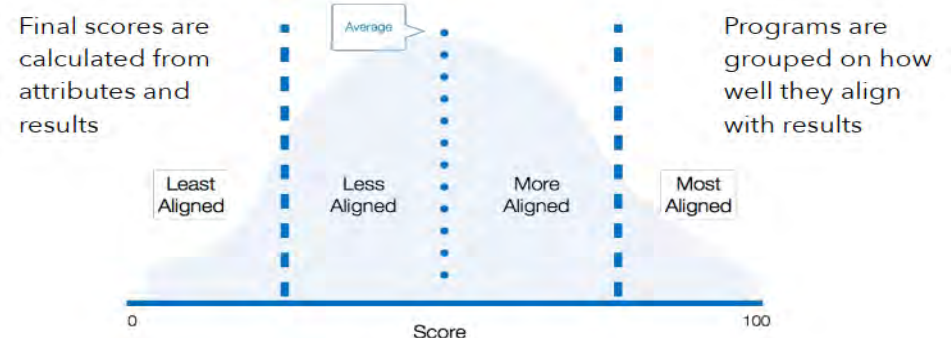 Final scores are
calculated from
attributes and
results
Average
Programs are
grouped on how
well they align
with results
Least
Aligned
Less
Aligned
More
Aligned
Most
Aligned
0
Score
100